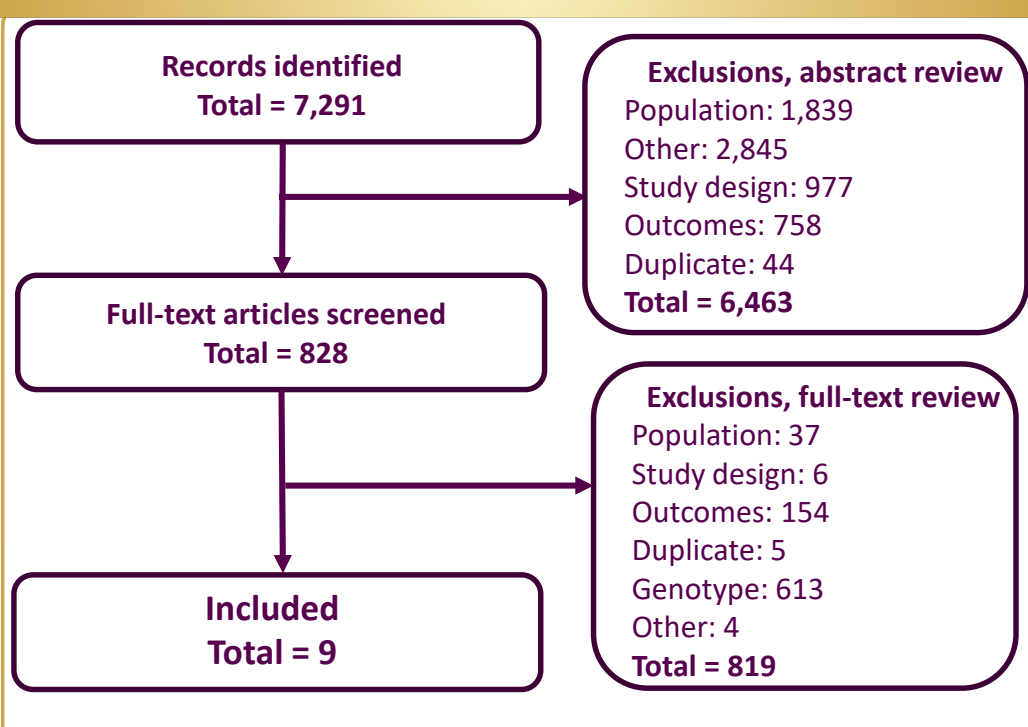 Records identified
Total = 7,291
Exclusions, abstract review
Population: 1,839
Other: 2,845
Study design: 977
Outcomes: 758
Duplicate: 44
Total = 6,463
Full-text articles screened
Total = 828
Exclusions, full-text review
Population: 37
Study design: 6
Outcomes: 154
Duplicate: 5
Genotype: 613
Other: 4
Total = 819
Included
Total = 9